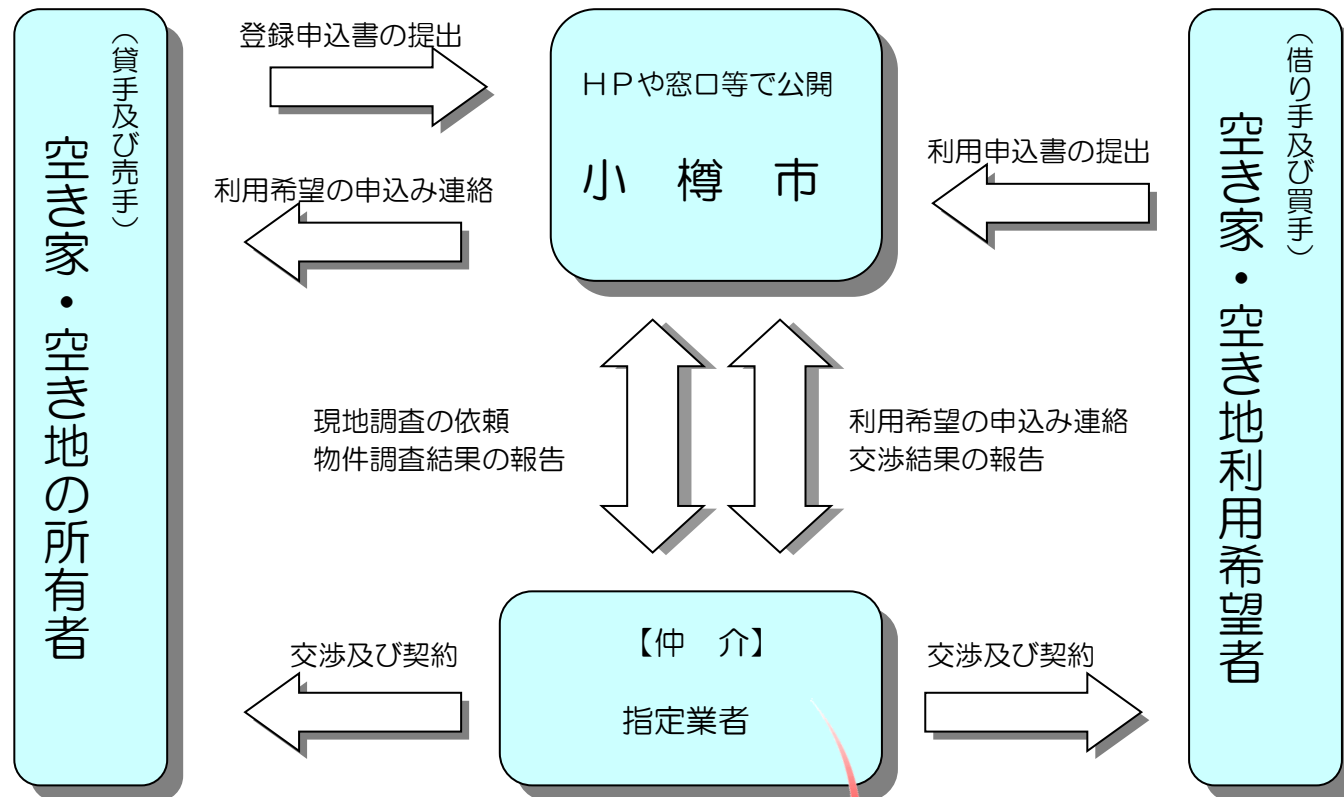 （貸手及び売手）
空き家・空き地の所有者
登録申込書の提出
利用希望の申込み連絡
ＨＰや窓口等で公開
小　樽　市
利用申込書の提出
（借り手及び買手）
空き家・空き地利用希望者
現地調査の依頼
物件調査結果の報告
利用希望の申込み連絡
交渉結果の報告
交渉及び契約
【仲　介】
指定業者
交渉及び契約